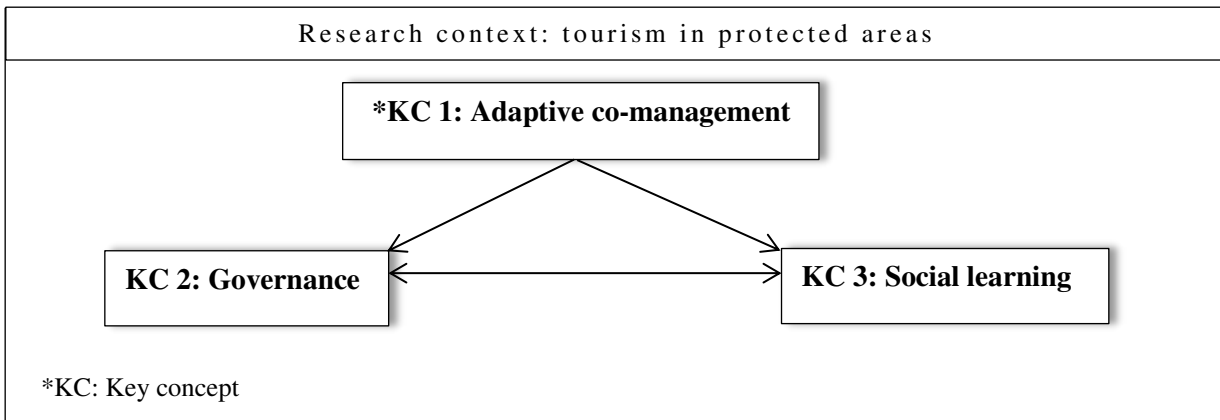 Research context: tourism in protected areas
*KC 1: Adaptive co-management
KC 2: Governance
KC 3: Social learning
*KC: Key concept